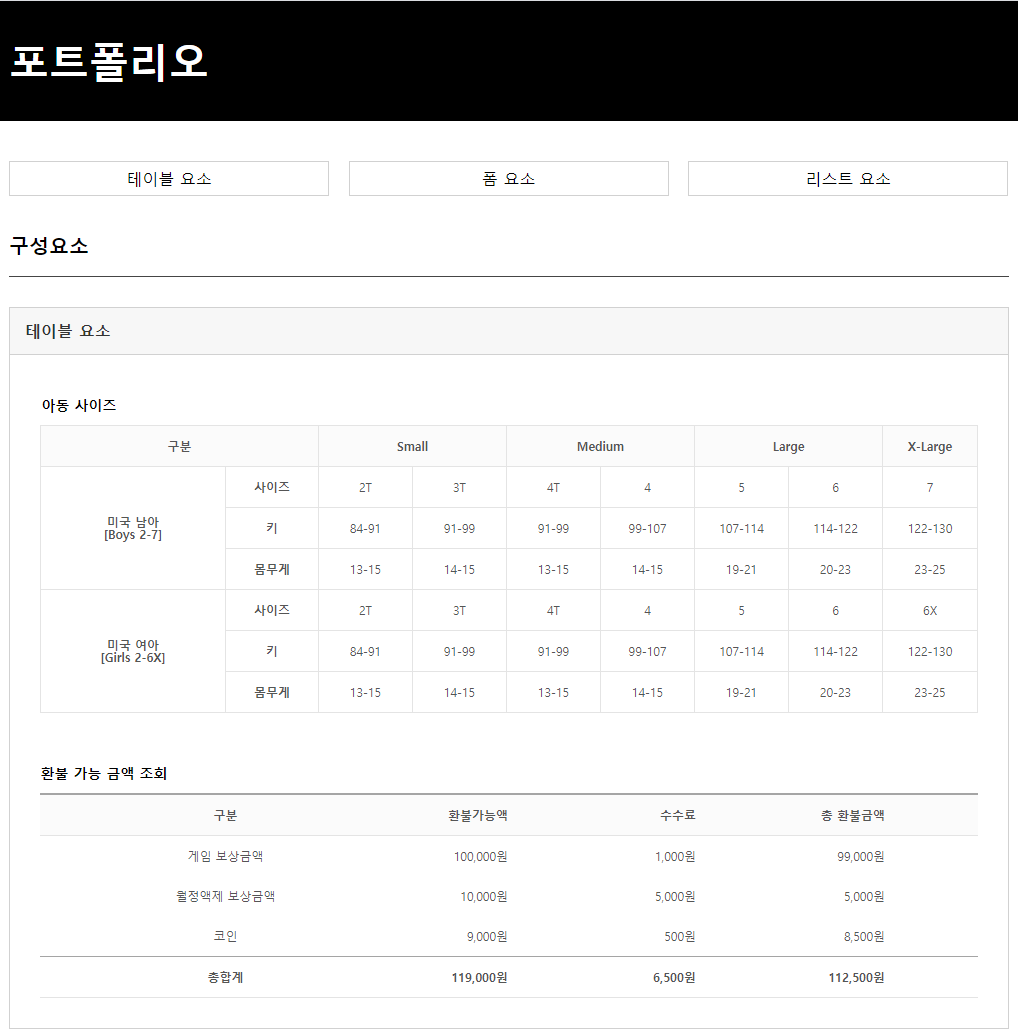 포트폴리오
테이블 요소 폼 요소 리스트 요소
구성요소
테이블 요소
아동 사이즈
구분 Small Medium Large X-Large
미국 남아
[Boys 2-7]
사이즈 2T 3T 4T 4 5 6 7
키 84-91 91-99 91-99 99-107 107-114 114-122 122-130
몸무게 13-15 14-15 13-15 14-15 19-21 20-23 23-25
미국 여아
[Girls 2-6X]
사이즈 2T 3T 4T 4 5 6 6X
키 84-91 91-99 91-99 99-107 107-114 114-122 122-130
몸무게 13-15 14-15 13-15 14-15 19-21 20-23 23-25
환불 가능 금액 조회
구분 환불가능액 수수료 총 환불금액
게임 보상금액 100,000원 1,000원 99,000원
월정액제 보상금액 10,000원 5,000원 5,000원
코인 9,000원 500원 8,500원
총합계 119,000원 6,500원 112,500원